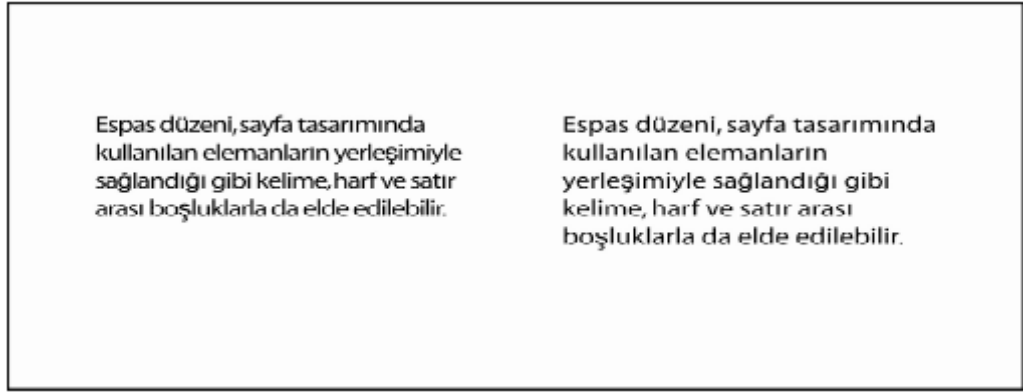 Espas düzeni, sayfa tasarımında
kullanılan elemanların yerleşimiyle
sağlandığı gibi kelime, harf ve satır
arası boşluklarla da elde edilebilir.
Espas düzeni, sayfa tasarımında
kullanılan elemanların
yerleşimiyle sağlandığı gibi
kelime, harf ve satır arası
boşluklarla da elde edilebilir.